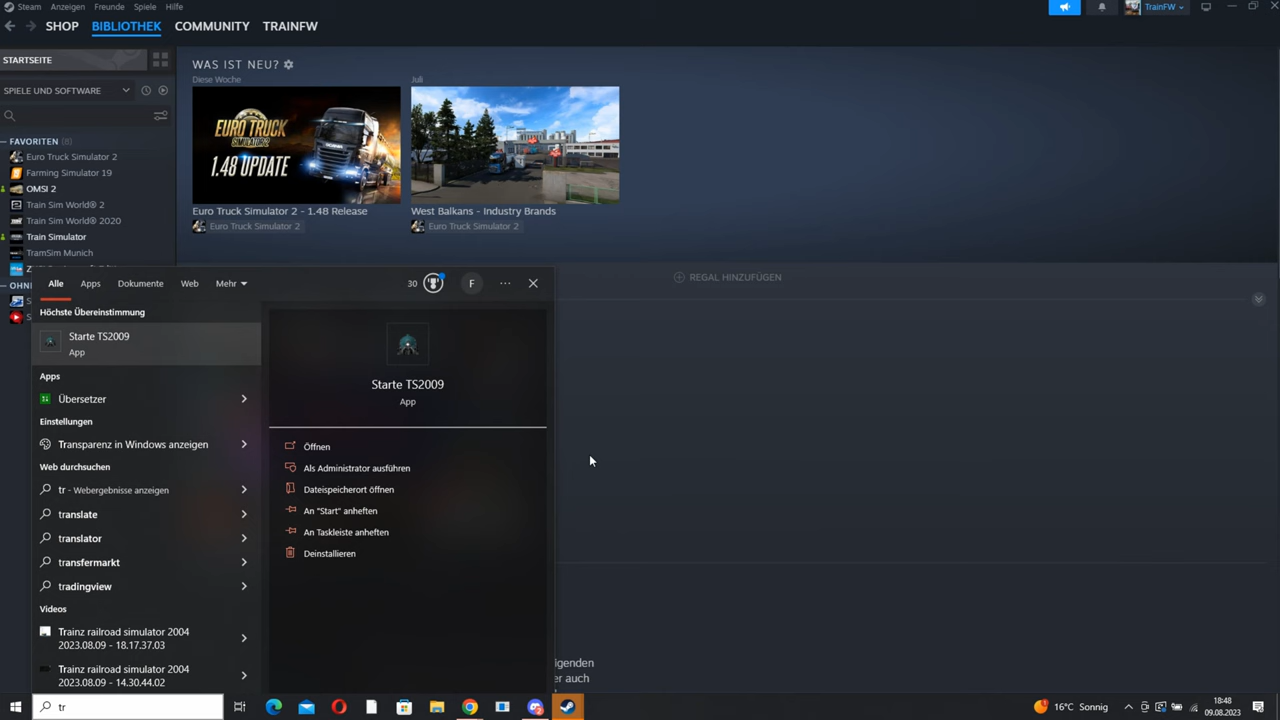 Steam Anzeigen Freunde Spiele Hilfe
TrainFW
SHOP BIBLIOTHEK COMMUNITY TRAINFW
STARTSEITE
SPIELE UND SOFTWARE
FAVORITEN (8)
Euro Truck Simulator 2
Farming Simulator 19
OMSI 2
Train Sim World® 2
Train Sim World® 2020
Train Simulator
TramSim Munich
WAS IST NEU?
Diese Woche
Juli
EURO TRUCK
SIMULATOR 2
1.48 UPDATE
Euro Truck Simulator 2 - 1.48 Release
West Balkans - Industry Brands
Euro Truck Simulator 2
Euro Truck Simulator 2
REGAL HINZUFÜGEN
Alle Apps Dokumente Web Mehr
30
F
Höchste Übereinstimmung
Starte TS2009
App
Apps
Übersetzer
Einstellungen
Transparenz in Windows anzeigen
Web durchsuchen
tr - Webergebnisse anzeigen
translate
translator
transfermarkt
tradingview
Videos
Trainz railroad simulator 2004
2023.08.09 - 18.17.37.03
Trainz railroad simulator 2004
2023.08.09 - 14.30.44.02
Starte TS2009
App
Öffnen
Als Administrator ausführen
Dateispeicherort öffnen
An "Start" anheften
An Taskleiste anheften
Deinstallieren
tr
16°C Sonnig
18:48
09.08.2023